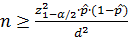 n ≥ z²₁₋α/₂·p̂·(1−p̂) / d²